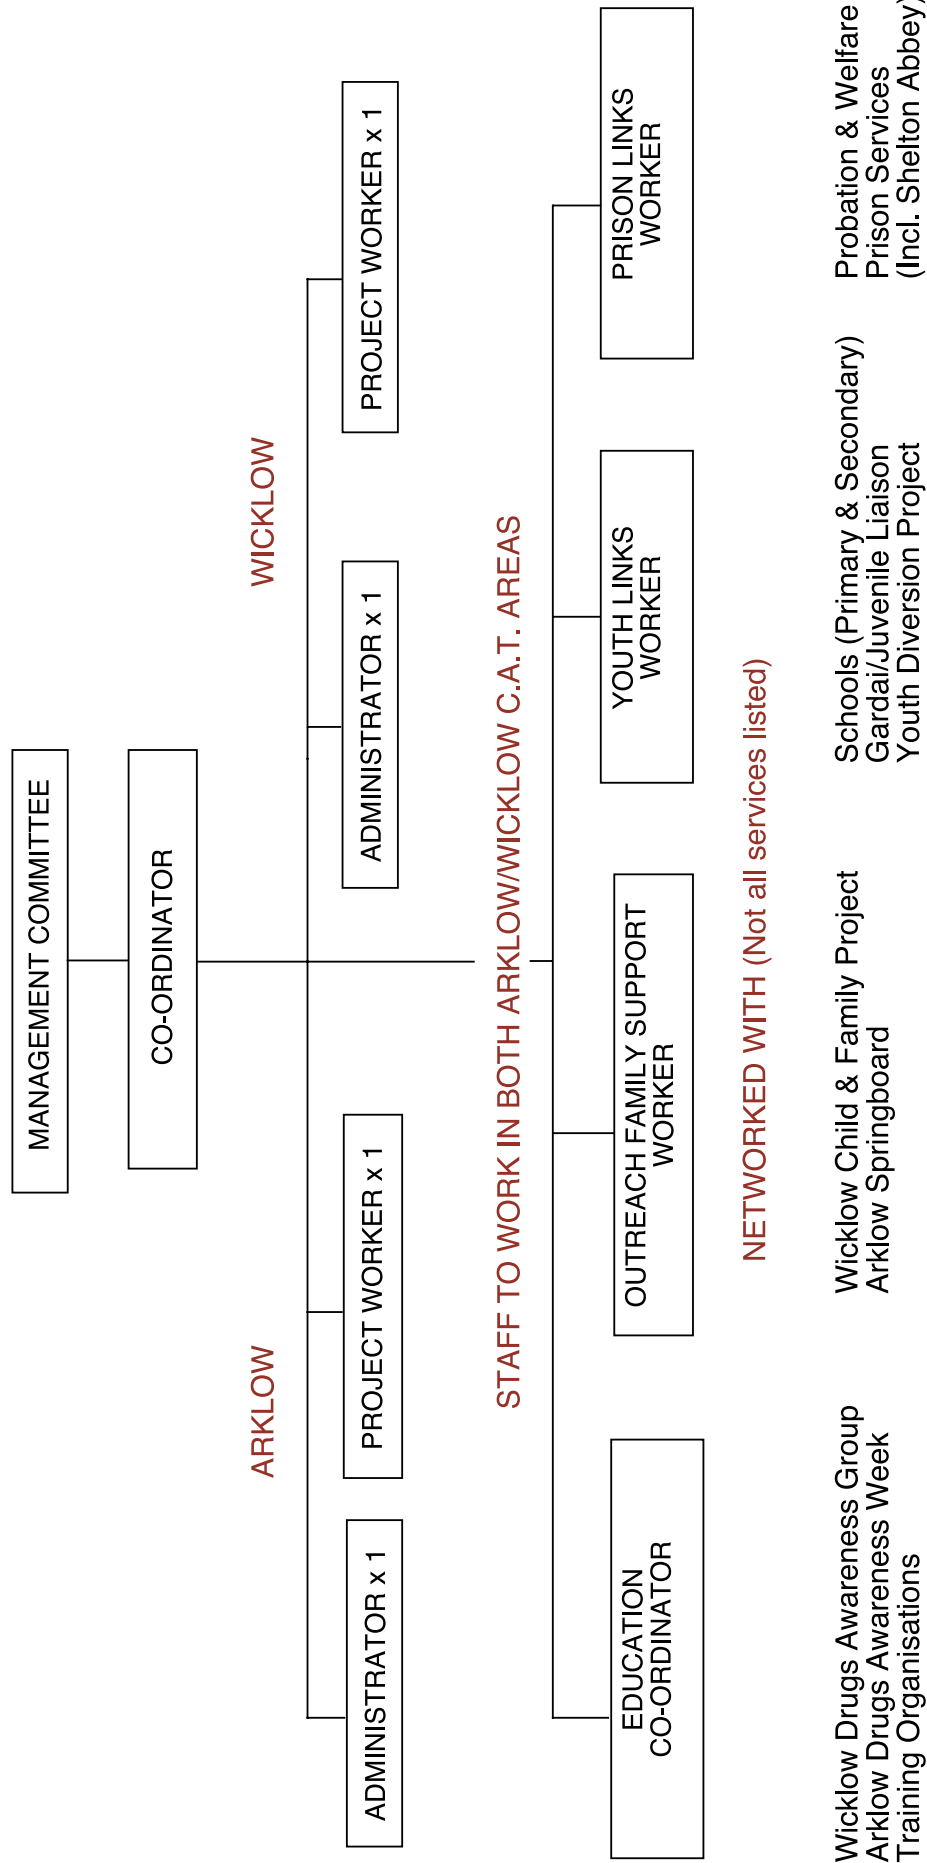 MANAGEMENT COMMITTEE
CO-ORDINATOR
ARKLOW
WICKLOW
ADMINISTRATOR x 1
PROJECT WORKER x 1
ADMINISTRATOR x 1
PROJECT WORKER x 1
STAFF TO WORK IN BOTH ARKLOW/WICKLOW C.A.T. AREAS
EDUCATION
CO-ORDINATOR
OUTREACH FAMILY SUPPORT
WORKER
YOUTH LINKS
WORKER
PRISON LINKS
WORKER
NETWORKED WITH (Not all services listed)
Wicklow Drugs Awareness Group
Arklow Drugs Awareness Week
Training Organisations
Wicklow Child & Family Project
Arklow Springboard
Schools (Primary & Secondary)
Gardai/Juvenile Liaison
Youth Diversion Project
Probation & Welfare
Prison Services
(Incl. Shelton Abbey)